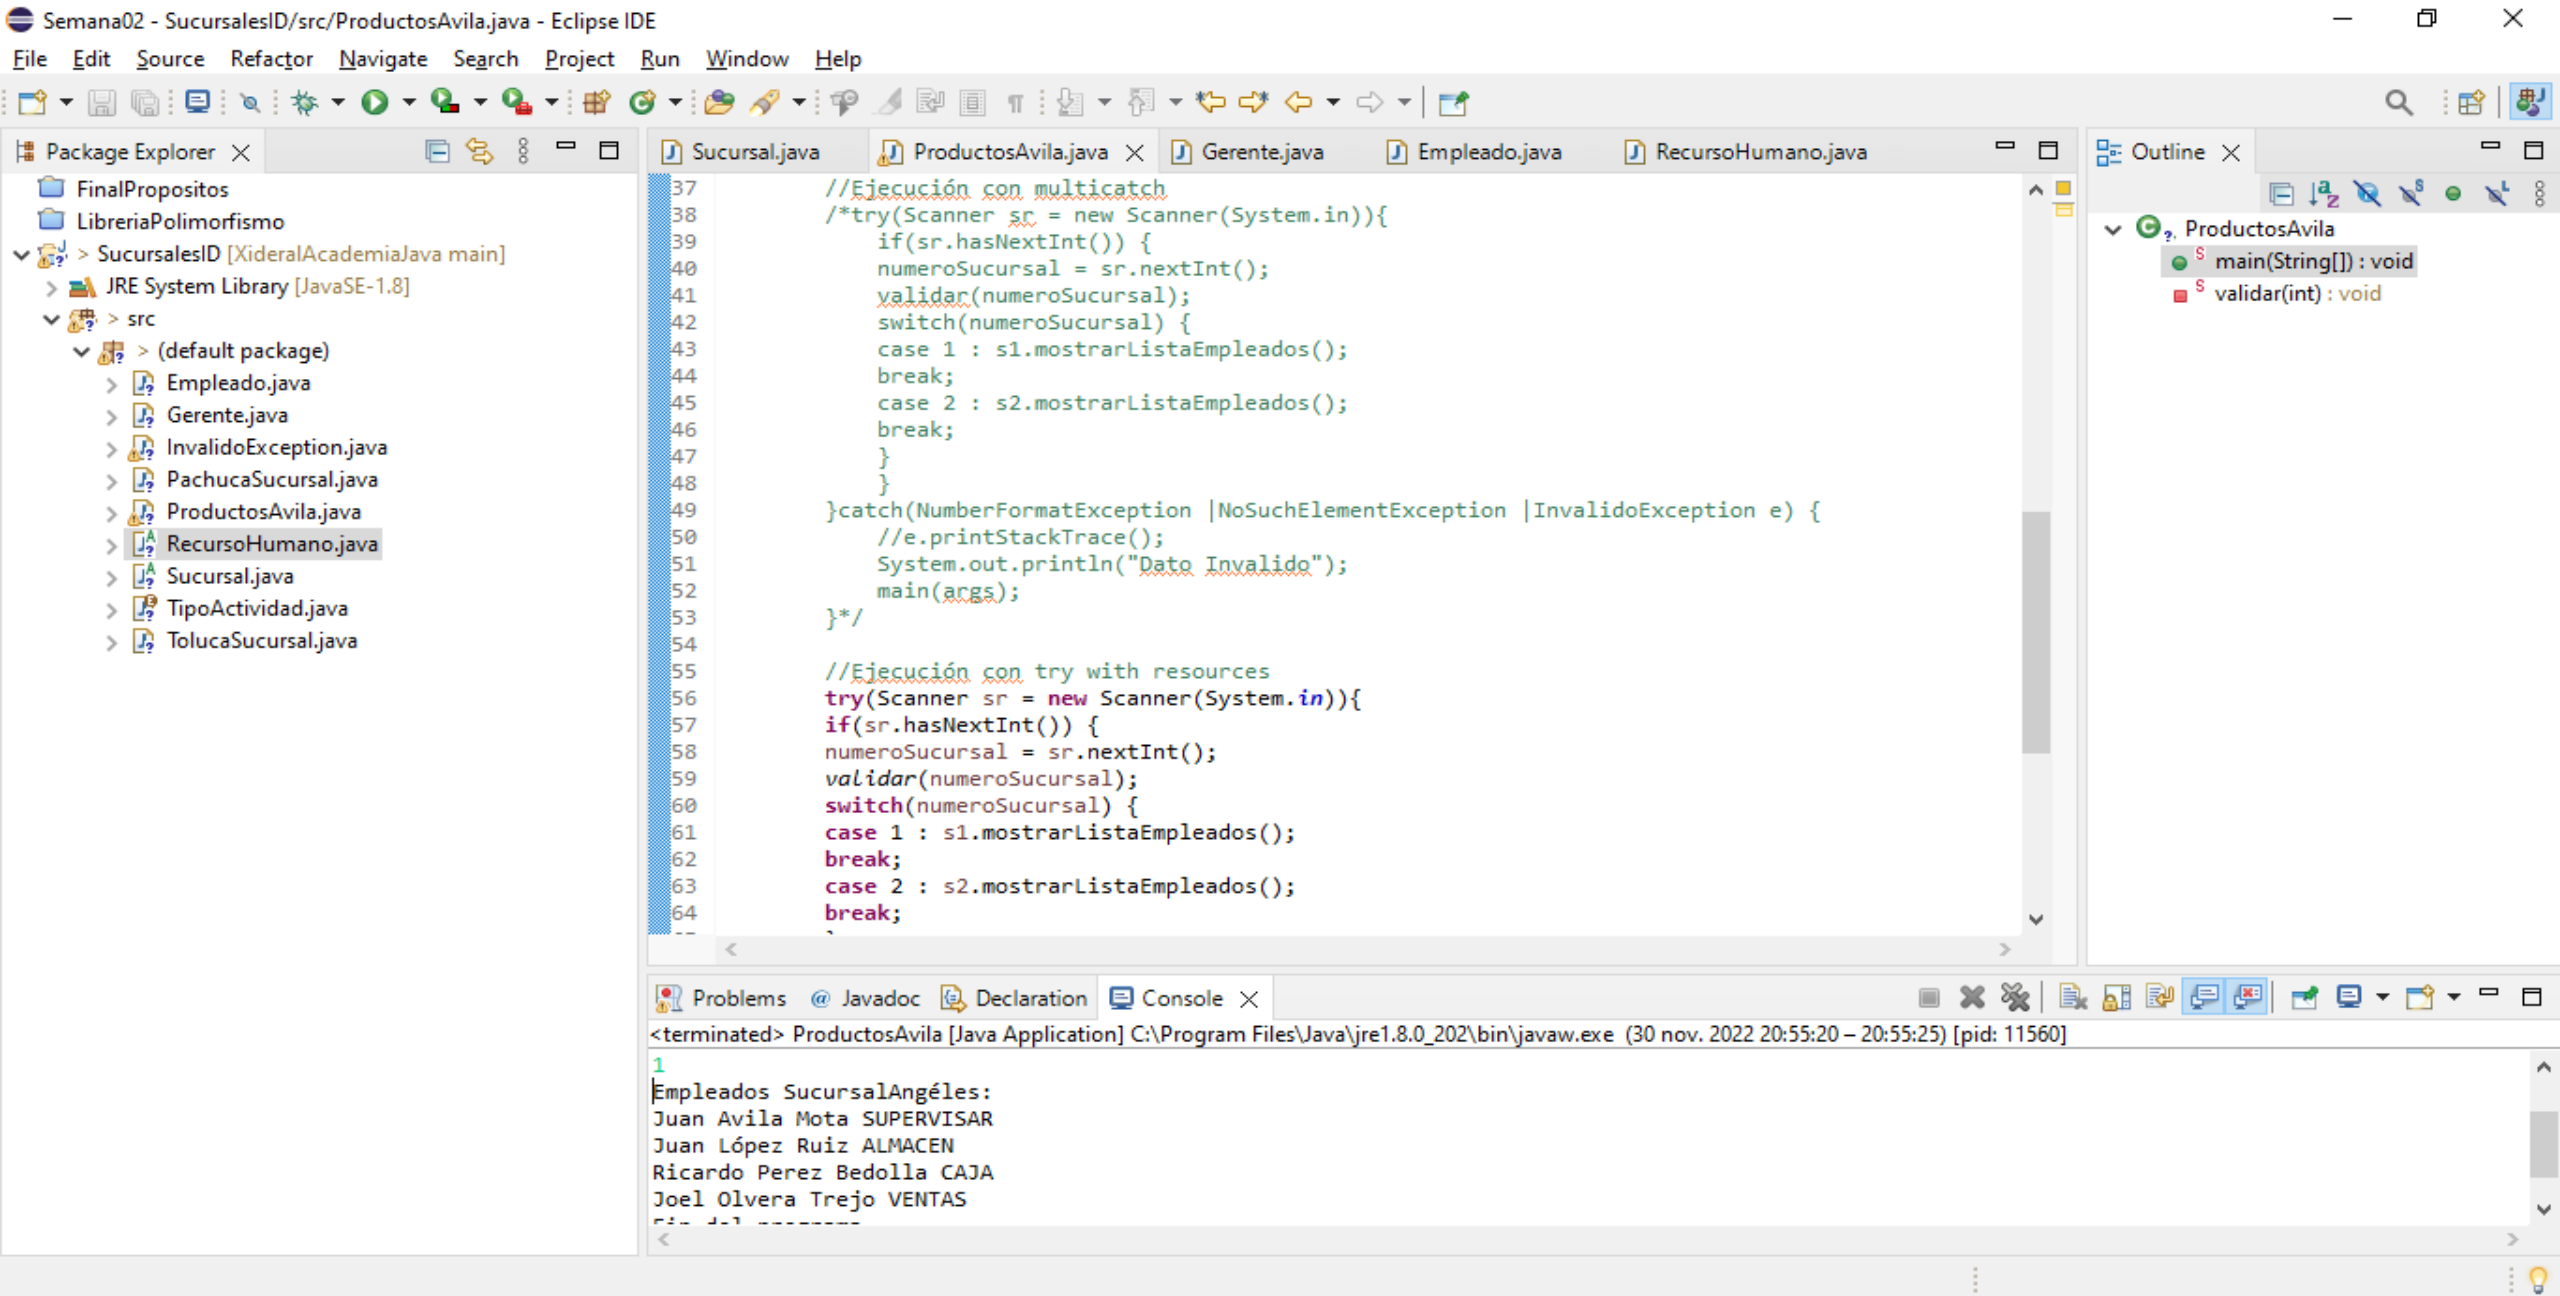 Semana02 - SucursalesID/src/ProductosAvila.java - Eclipse IDE
File Edit Source Refactor Navigate Search Project Run Window Help
Package Explorer
FinalPropositos
LibreriaPolimorfismo
> SucursalesID [XideralAcademiaJava main]
JRE System Library [JavaSE-1.8]
> src
> (default package)
Empleado.java
Gerente.java
InvalidoException.java
PachucaSucursal.java
ProductosAvila.java
RecursoHumano.java
Sucursal.java
TipoActividad.java
TolucaSucursal.java
Sucursal.java ProductosAvila.java Gerente.java Empleado.java RecursoHumano.java
37 //Ejecución con multicatch
38 /*try(Scanner sr = new Scanner(System.in)){
39 if(sr.hasNextInt()) {
40 numeroSucursal = sr.nextInt();
41 validar(numeroSucursal);
42 switch(numeroSucursal) {
43 case 1 : s1.mostrarListaEmpleados();
44 break;
45 case 2 : s2.mostrarListaEmpleados();
46 break;
47 }
48 }
49 }catch(NumberFormatException |NoSuchElementException |InvalidoException e) {
50 //e.printStackTrace();
51 System.out.println("Dato Invalido");
52 main(args);
53 }*/
54
55 //Ejecución con try with resources
56 try(Scanner sr = new Scanner(System.in)){
57 if(sr.hasNextInt()) {
58 numeroSucursal = sr.nextInt();
59 validar(numeroSucursal);
60 switch(numeroSucursal) {
61 case 1 : s1.mostrarListaEmpleados();
62 break;
63 case 2 : s2.mostrarListaEmpleados();
64 break;
Outline
ProductosAvila
main(String[]) : void
validar(int) : void
Problems @ Javadoc Declaration Console
<terminated> ProductosAvila [Java Application] C:\Program Files\Java\jre1.8.0_202\bin\javaw.exe (30 nov. 2022 20:55:20 – 20:55:25) [pid: 11560]
1
Empleados SucursalAngéles:
Juan Avila Mota SUPERVISAR
Juan López Ruiz ALMACEN
Ricardo Perez Bedolla CAJA
Joel Olvera Trejo VENTAS